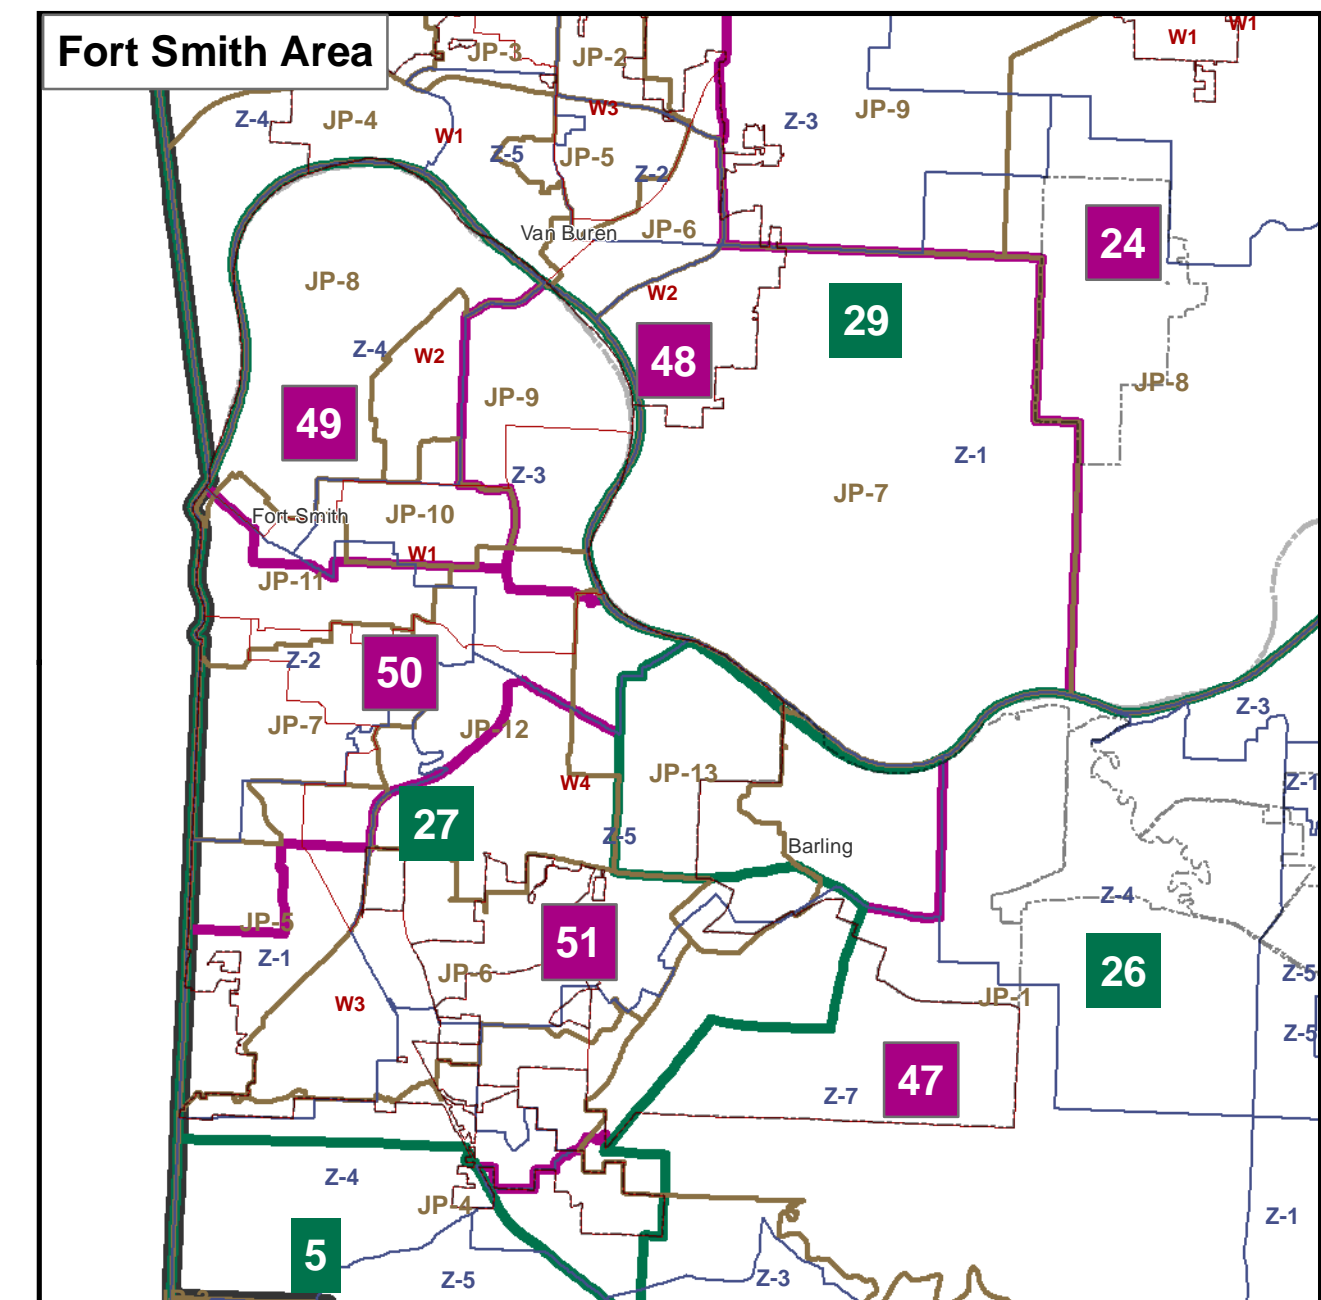 Fort Smith Area
JP-3
JP-2
W1
W1
Z-4
JP-4
W1
W3
Z-3
JP-9
Z-5
JP-5
Z-2
Van Buren
JP-6
24
JP-8
W2
29
Z-4
W2
48
JP-8
49
JP-9
Z-1
Z-3
JP-7
Fort Smith
JP-10
W1
JP-11
Z-2
50
JP-7
JP-12
Z-3
W4
JP-13
Z-1
27
Z-5
Barling
Z-4
JP-5
51
Z-1
JP-6
26
Z-5
W3
JP-1
Z-5
47
Z-7
Z-4
JP-4
Z-1
5
Z-5
Z-3
JP-2